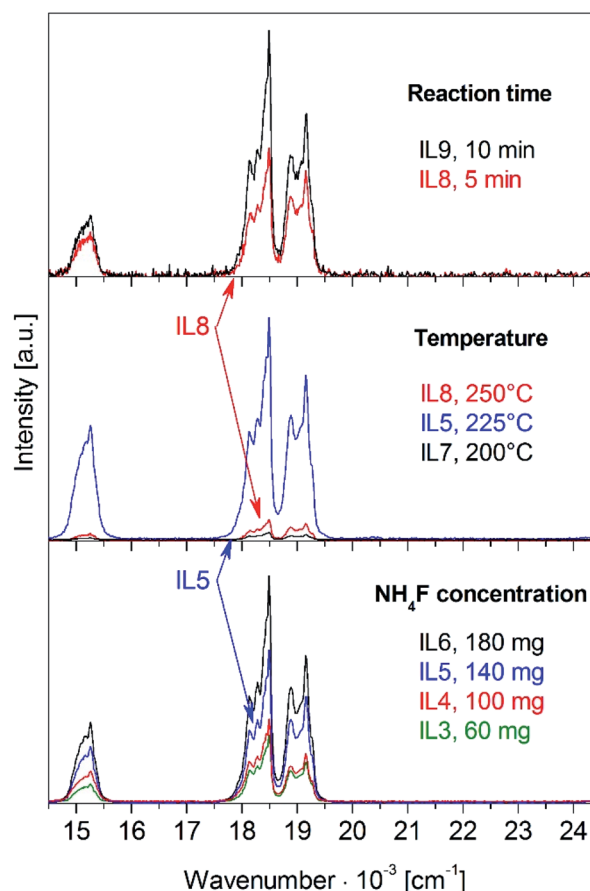 Reaction time
IL9, 10 min
IL8, 5 min
IL8
Temperature
IL8, 250°C
IL5, 225°C
IL7, 200°C
Intensity [a.u.]
IL5
NH₄F concentration
IL6, 180 mg
IL5, 140 mg
IL4, 100 mg
IL3, 60 mg
15 16 17 18 19 20 21 22 23 24
Wavenumber · 10⁻³ [cm⁻¹]